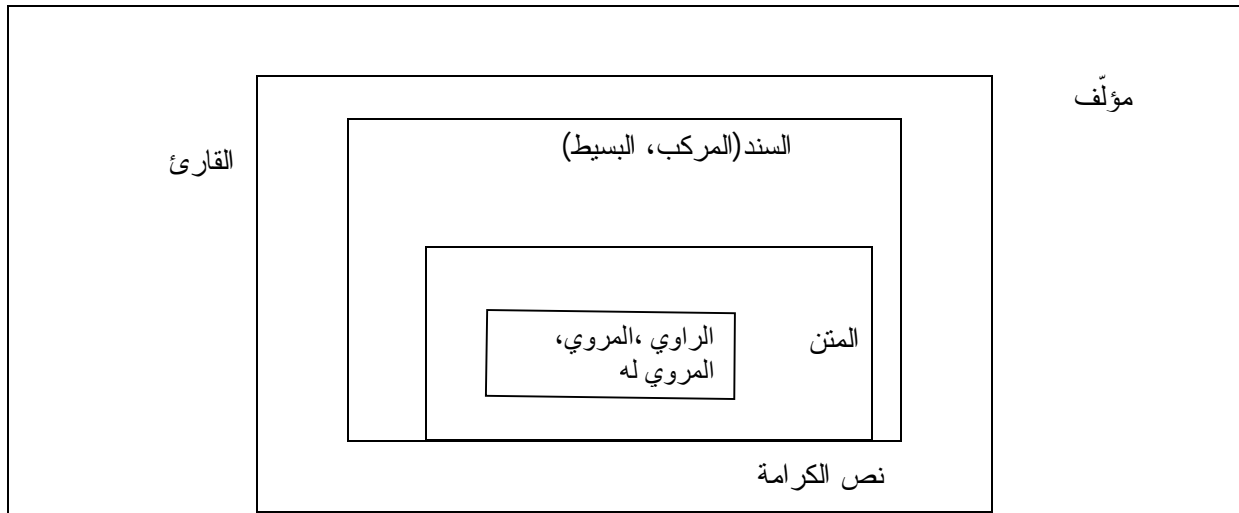 مؤلّف
القارئ
السند(المركب، البسيط)
المتن
الراوي ،المروي،
المروي له
نص الكرامة